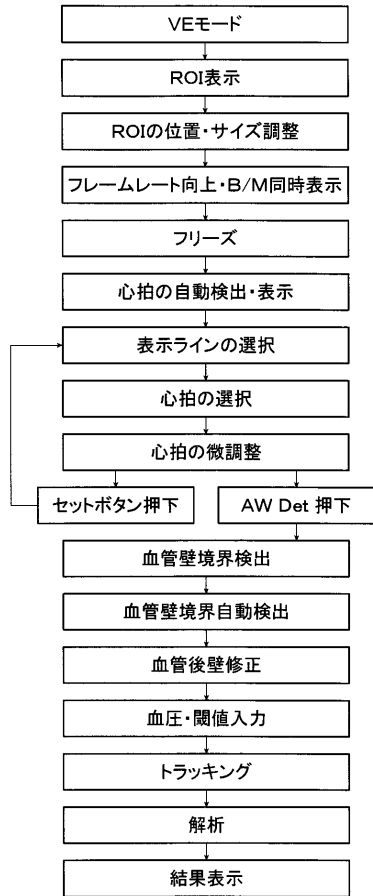 VEモード
ROI表示
ROIの位置・サイズ調整
フレームレート向上・B/M同時表示
フリーズ
心拍の自動検出・表示
表示ラインの選択
心拍の選択
心拍の微調整
セットボタン押下
AW Det 押下
血管壁境界検出
血管壁境界自動検出
血管後壁修正
血圧・閾値入力
トラッキング
解析
結果表示